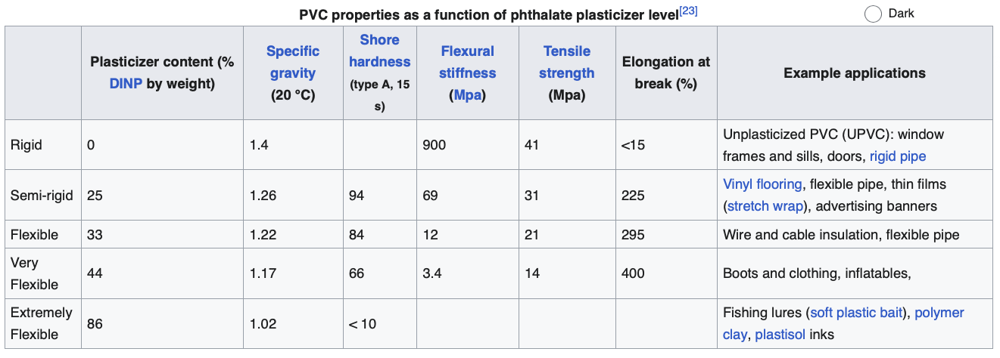 PVC properties as a function of phthalate plasticizer level[23]
Dark
Plasticizer content (%
DINP by weight)
Specific
gravity
(20 °C)
Shore
hardness
(type A, 15
s)
Flexural
stiffness
(Mpa)
Tensile
strength
(Mpa)
Elongation at
break (%)
Example applications
Rigid
0
1.4
900
41
<15
Unplasticized PVC (UPVC): window
frames and sills, doors, rigid pipe
Semi-rigid
25
1.26
94
69
31
225
Vinyl flooring, flexible pipe, thin films
(stretch wrap), advertising banners
Flexible
33
1.22
84
12
21
295
Wire and cable insulation, flexible pipe
Very
Flexible
44
1.17
66
3.4
14
400
Boots and clothing, inflatables,
Extremely
Flexible
86
1.02
< 10
Fishing lures (soft plastic bait), polymer
clay, plastisol inks